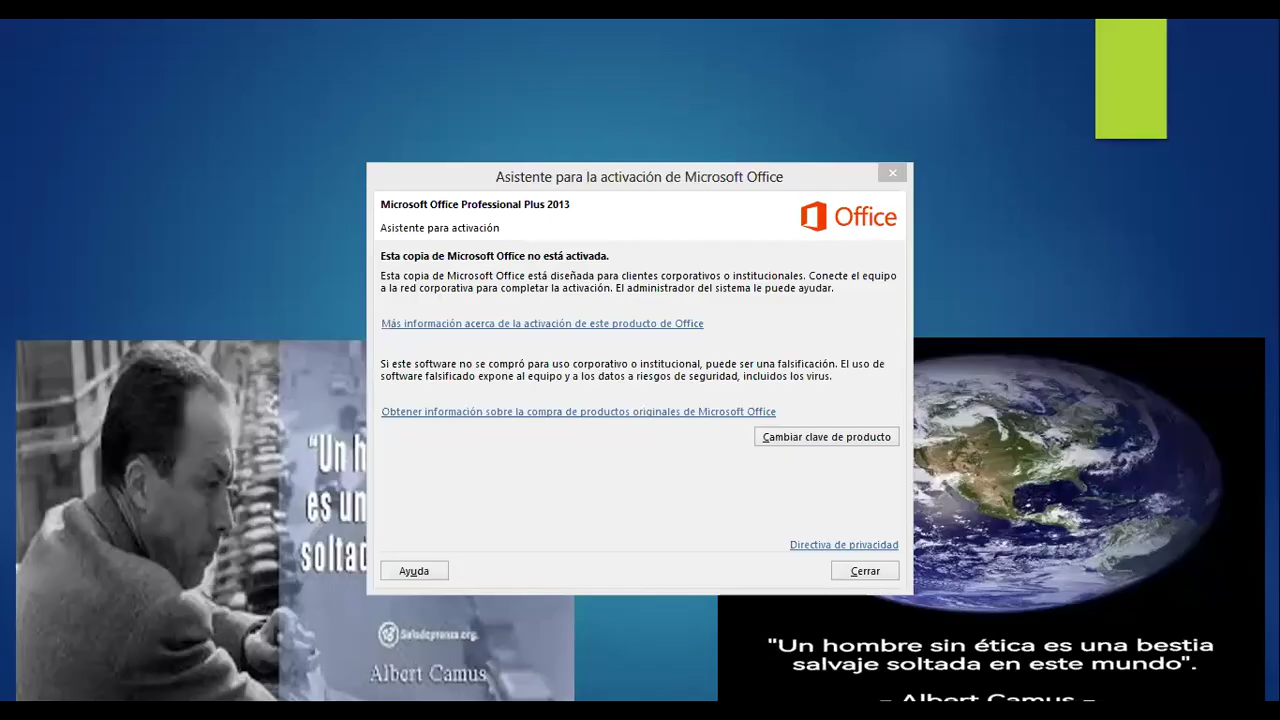 Asistente para la activación de Microsoft Office
Microsoft Office Professional Plus 2013
Asistente para activación
Office
Esta copia de Microsoft Office no está activada.
Esta copia de Microsoft Office está diseñada para clientes corporativos o institucionales. Conecte el equipo
a la red corporativa para completar la activación. El administrador del sistema le puede ayudar.
Más información acerca de la activación de este producto de Office
Si este software no se compró para uso corporativo o institucional, puede ser una falsificación. El uso de
software falsificado expone al equipo y a los datos a riesgos de seguridad, incluidos los virus.
Obtener información sobre la compra de productos originales de Microsoft Office
Cambiar clave de producto
Directiva de privacidad
Ayuda
Cerrar
"Un h
es un
solta
Saladeprensa.org.
Albert Camus
"Un hombre sin ética es una bestia
salvaje soltada en este mundo".
– Albert Camus –